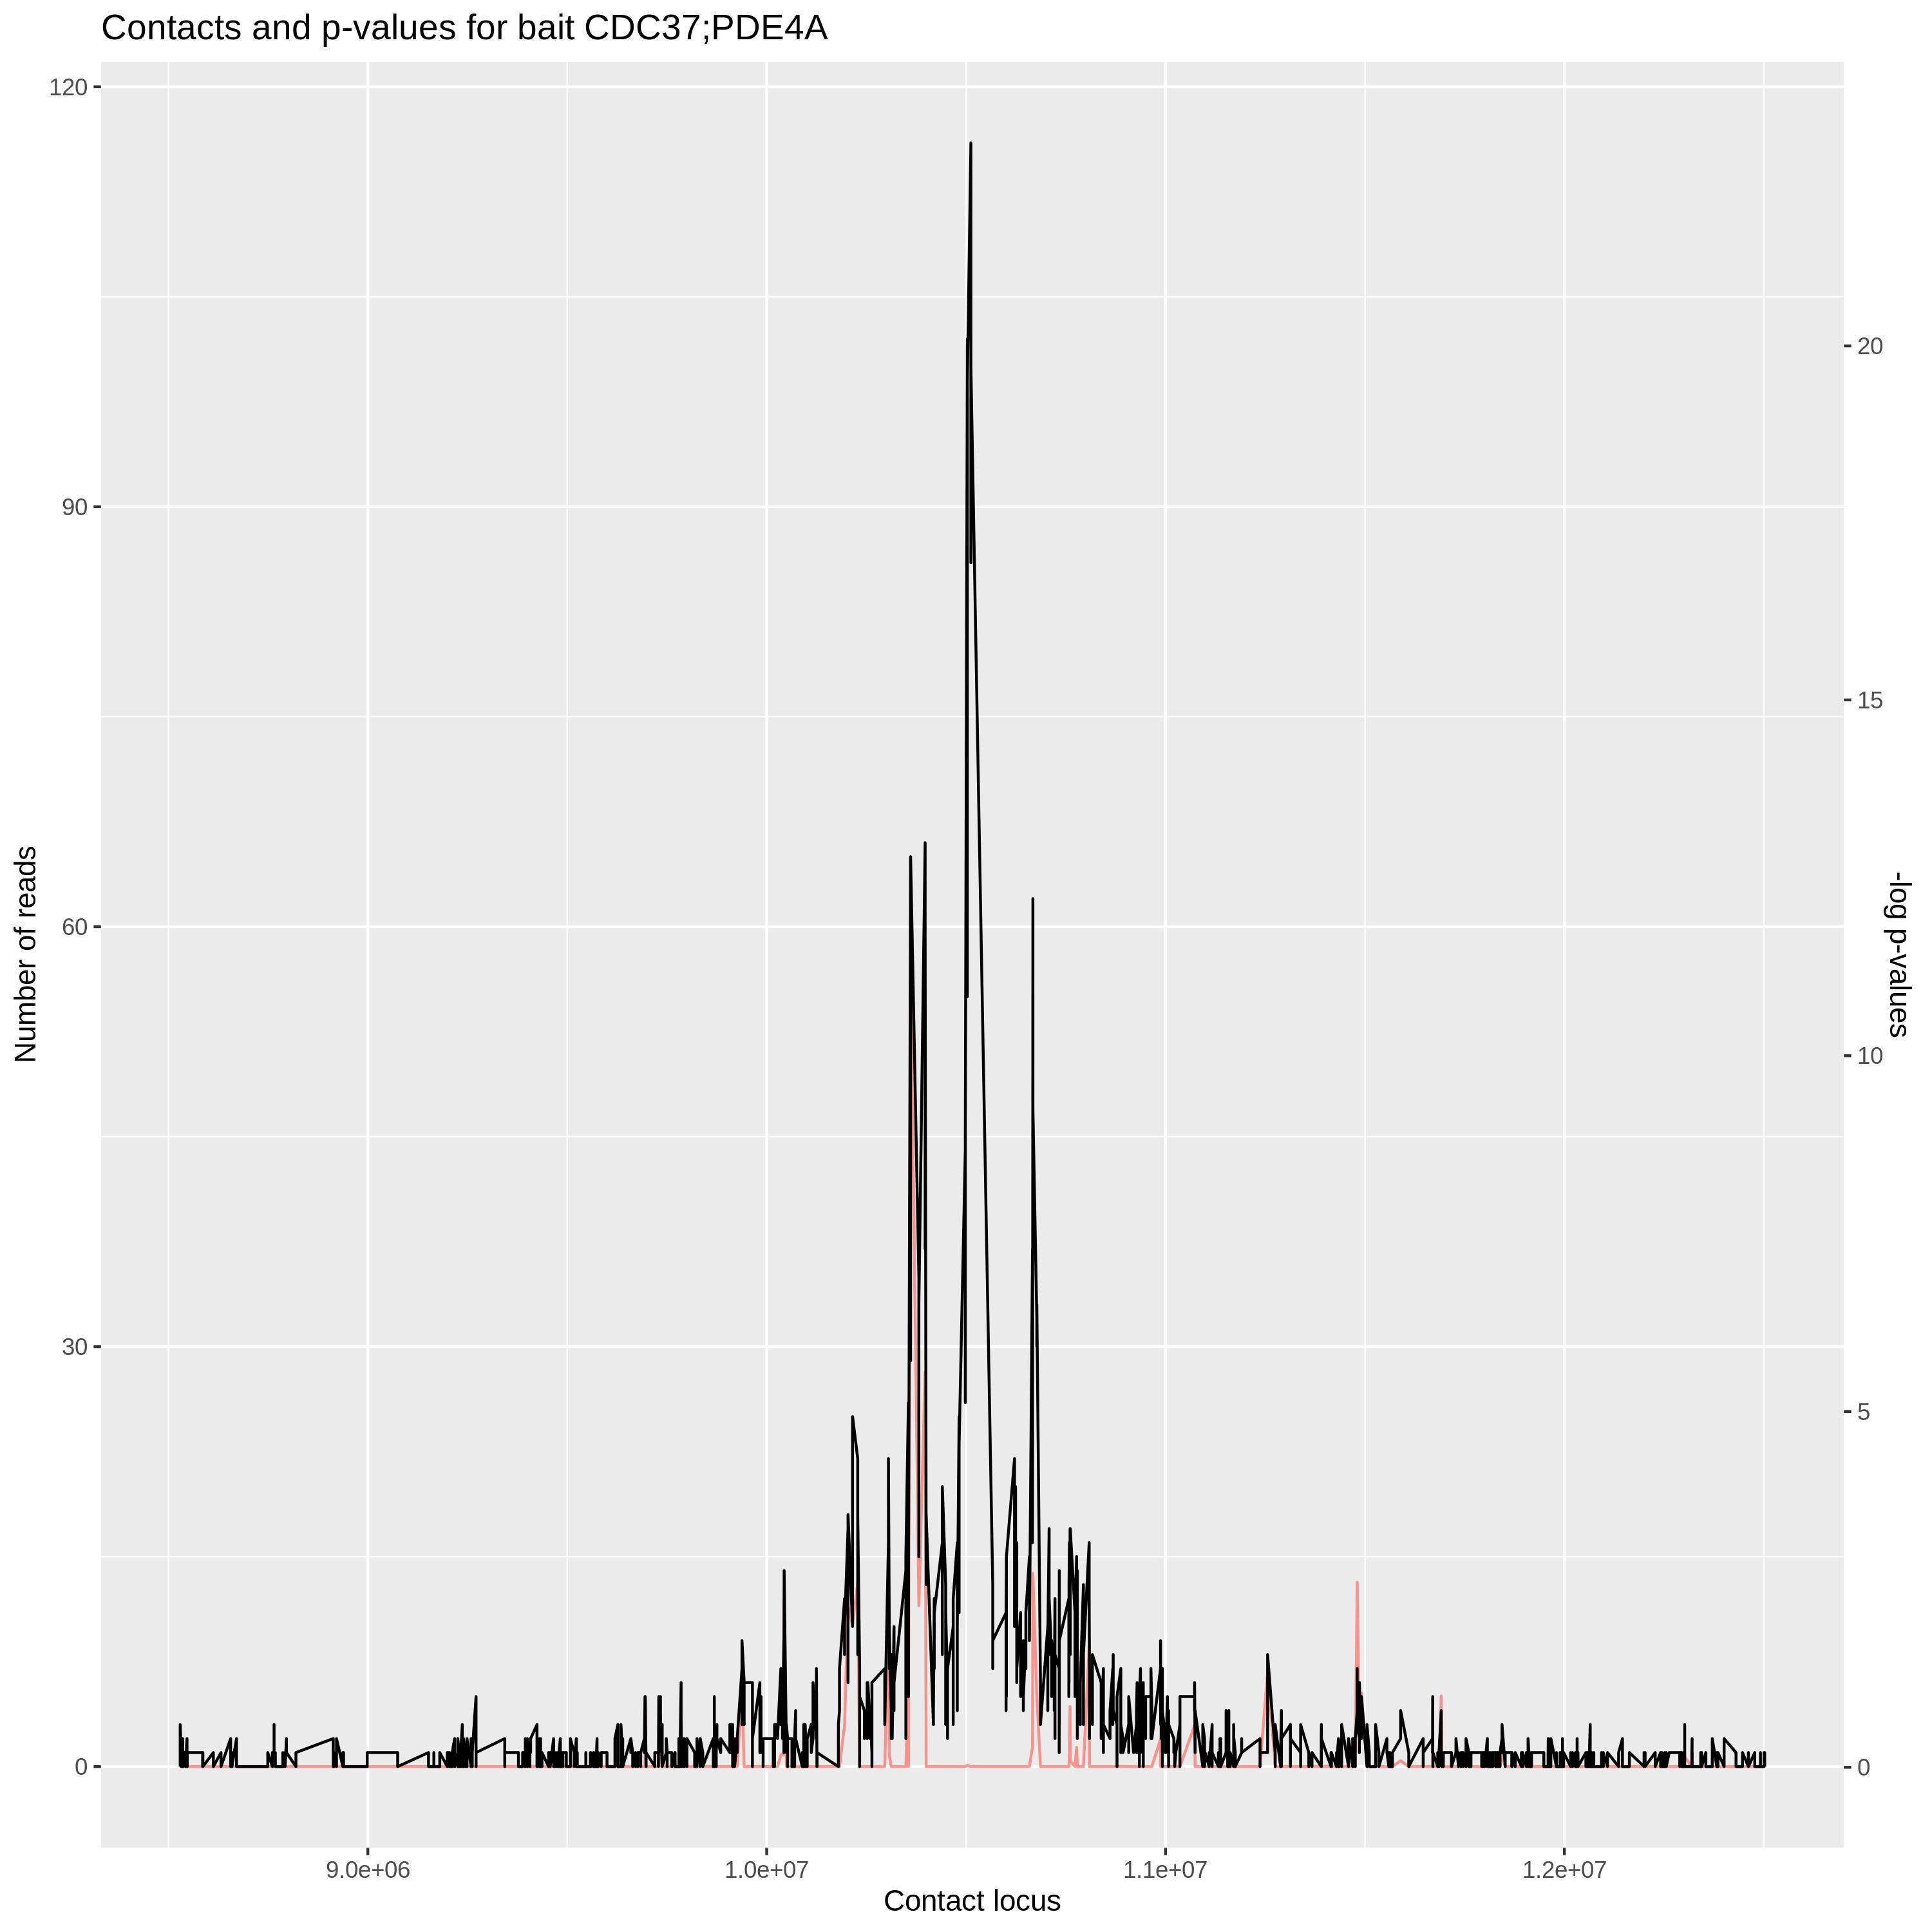 Contacts and p-values for bait CDC37;PDE4A
120
90
60
30
0
Number of reads
20
15
10
5
0
-log p-values
9.0e+06
1.0e+07
1.1e+07
1.2e+07
Contact locus